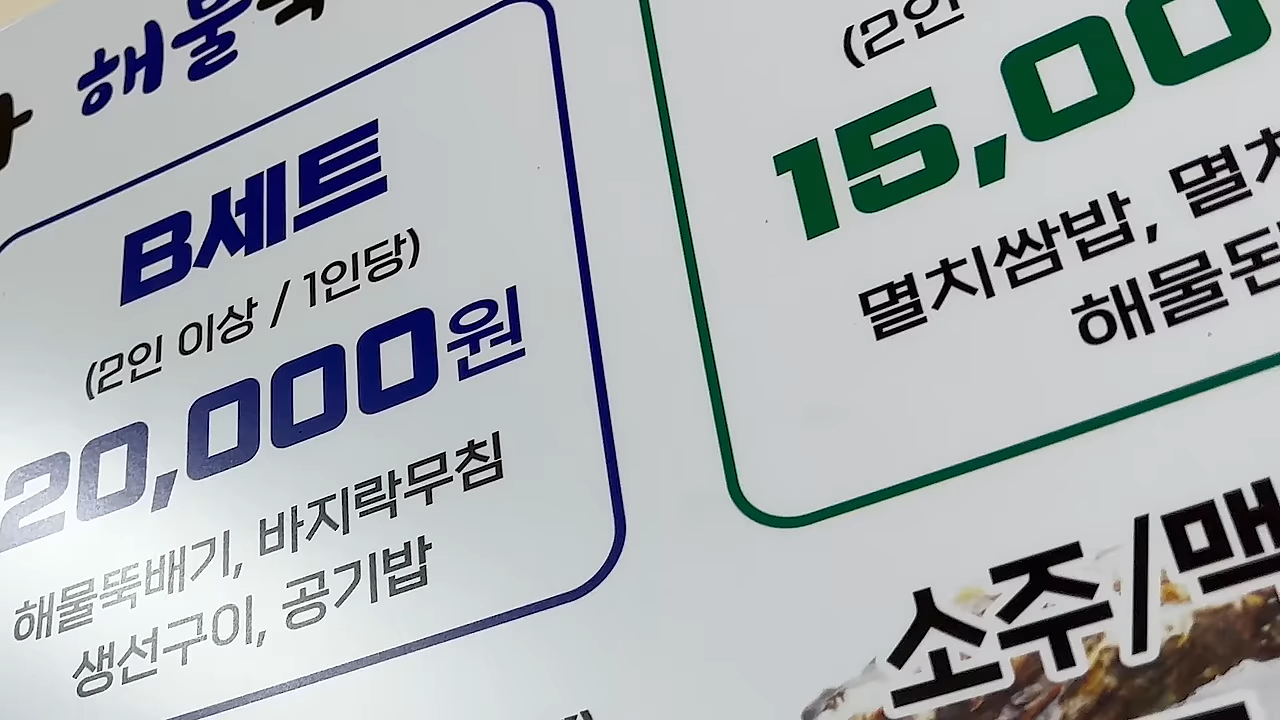 해물
B세트
(2인 이상 / 1인당)
20,000원
해물뚝배기, 바지락무침
생선구이, 공기밥
(2인
15,00
멸치쌈밥, 멸치
해물된
소주/맥